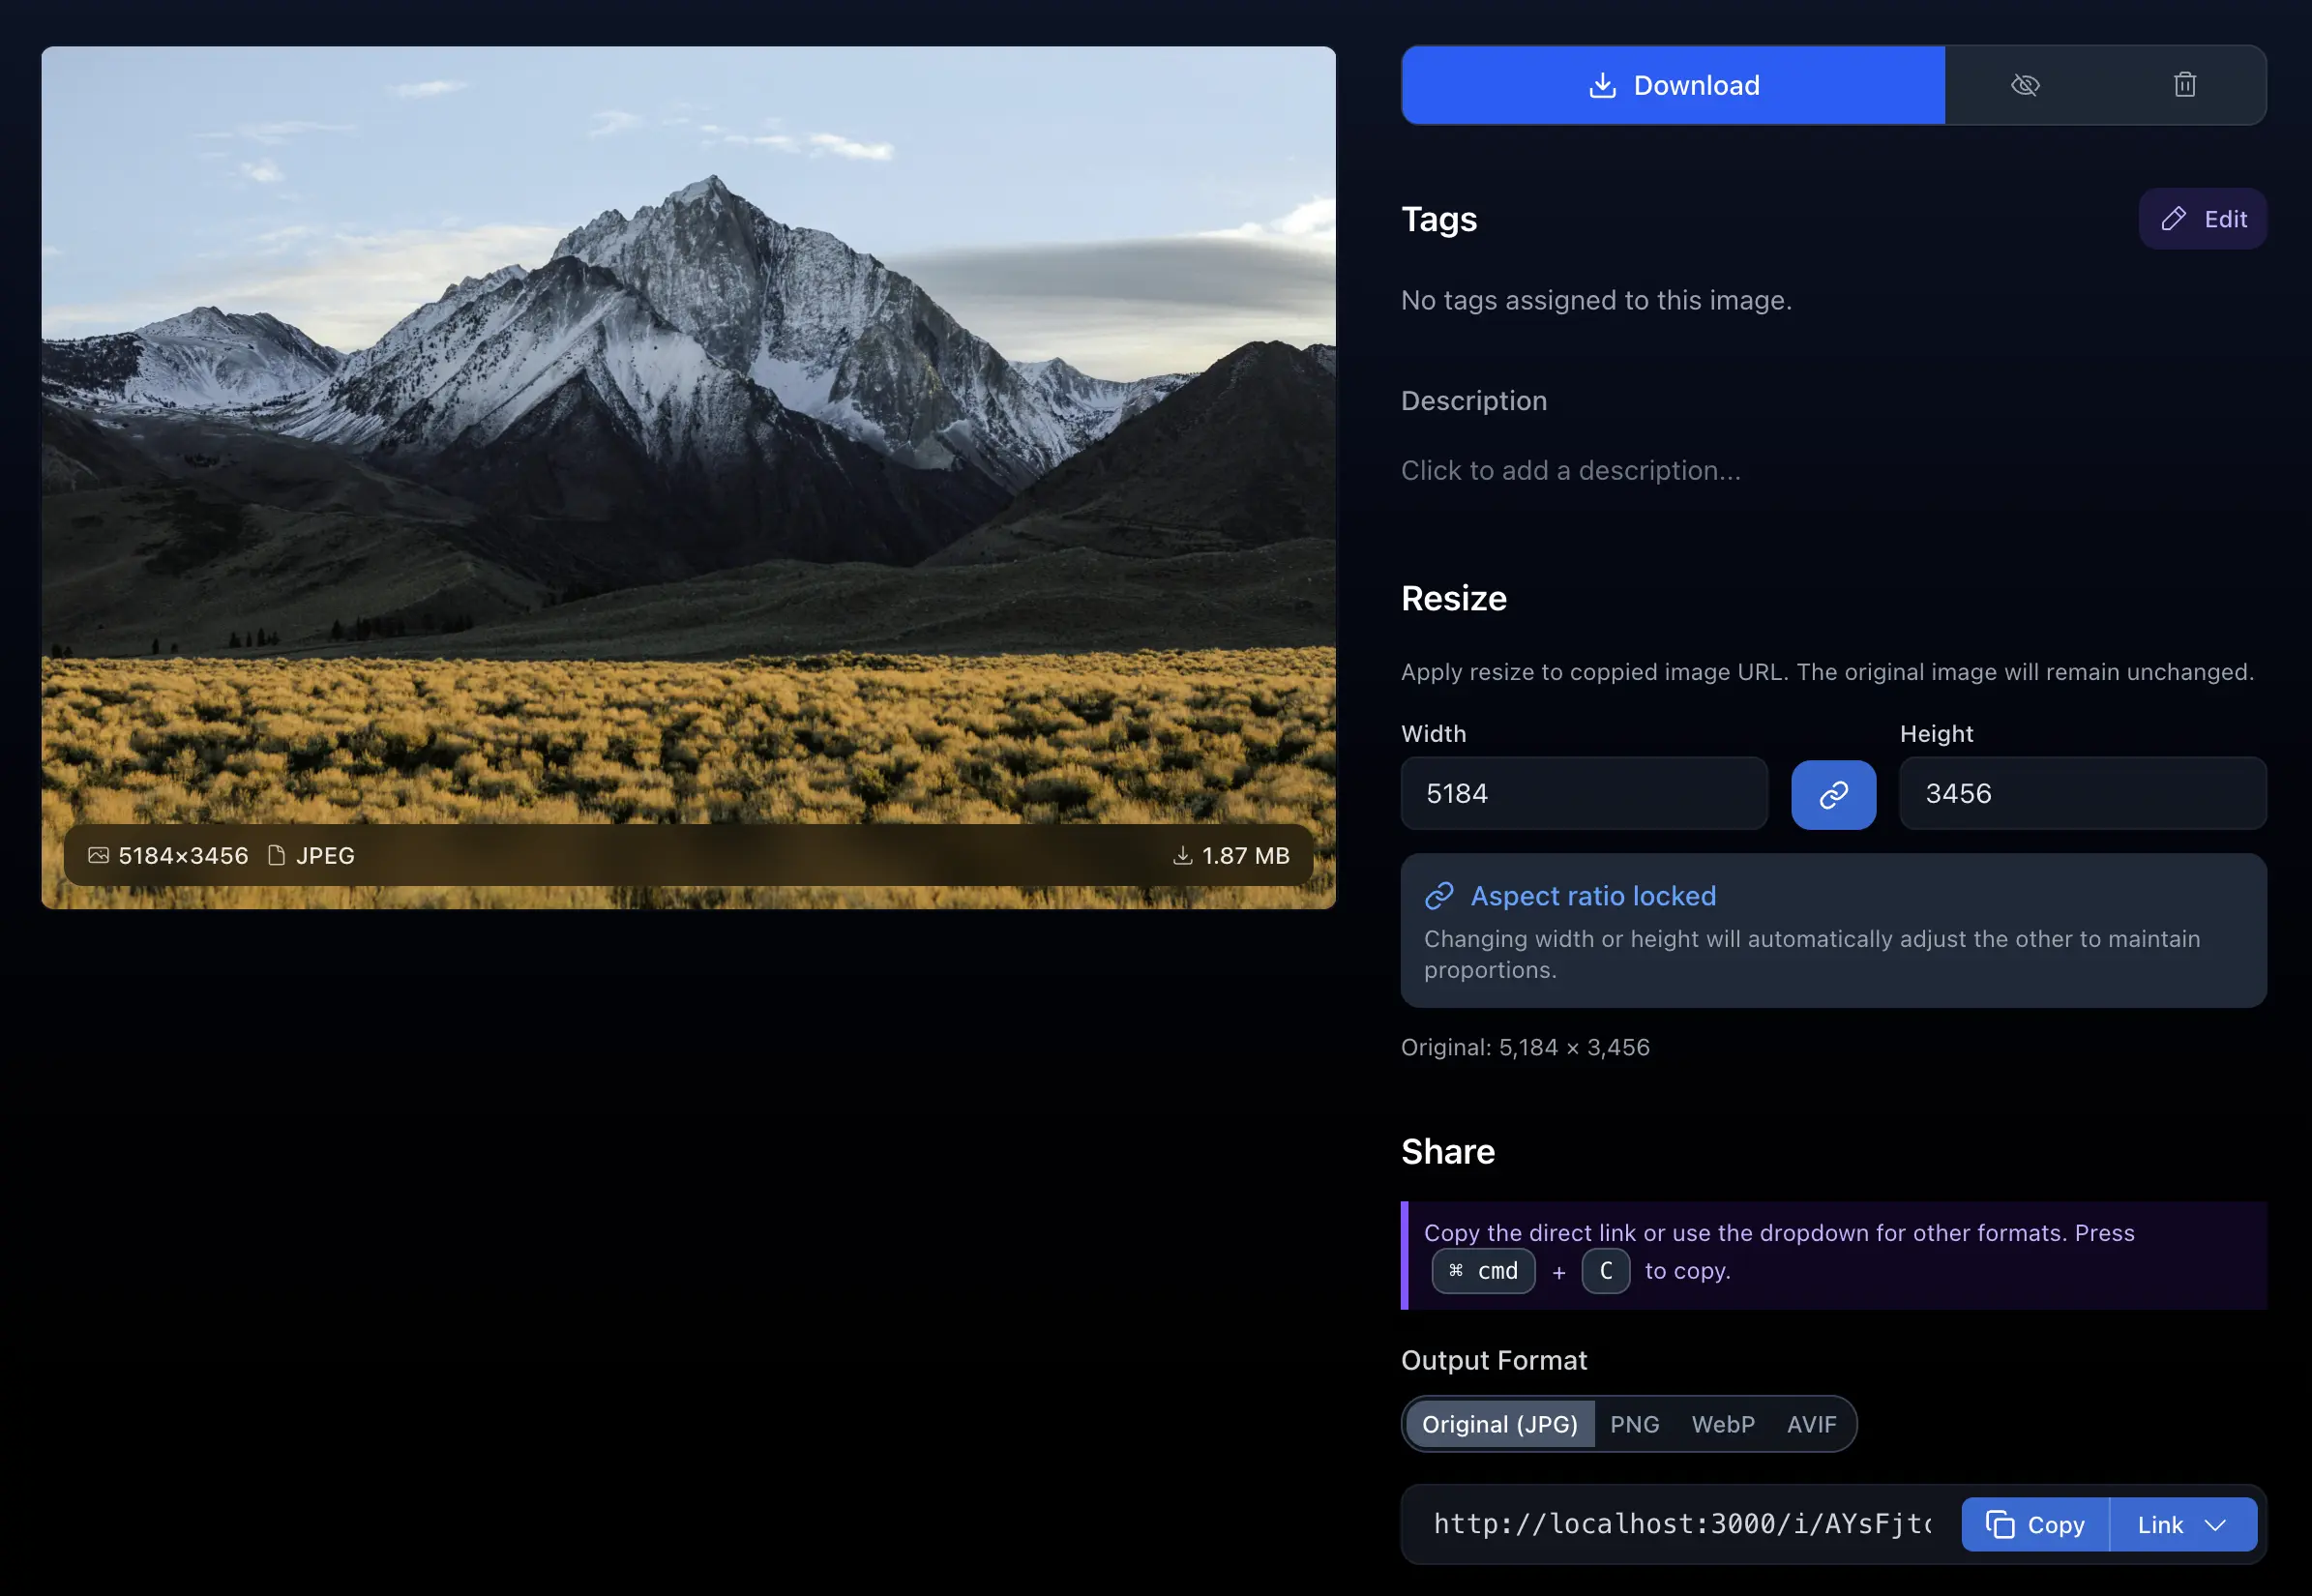 Download
Tags
Edit
No tags assigned to this image.
Description
Click to add a description...
Resize
Apply resize to coppied image URL. The original image will remain unchanged.
Width
Height
5184
3456
Aspect ratio locked
Changing width or height will automatically adjust the other to maintain
proportions.
Original: 5,184 × 3,456
Share
Copy the direct link or use the dropdown for other formats. Press
⌘ cmd + C to copy.
Output Format
Original (JPG) PNG WebP AVIF
http://localhost:3000/i/AYsFjtc
Copy
Link
5184×3456 JPEG
1.87 MB